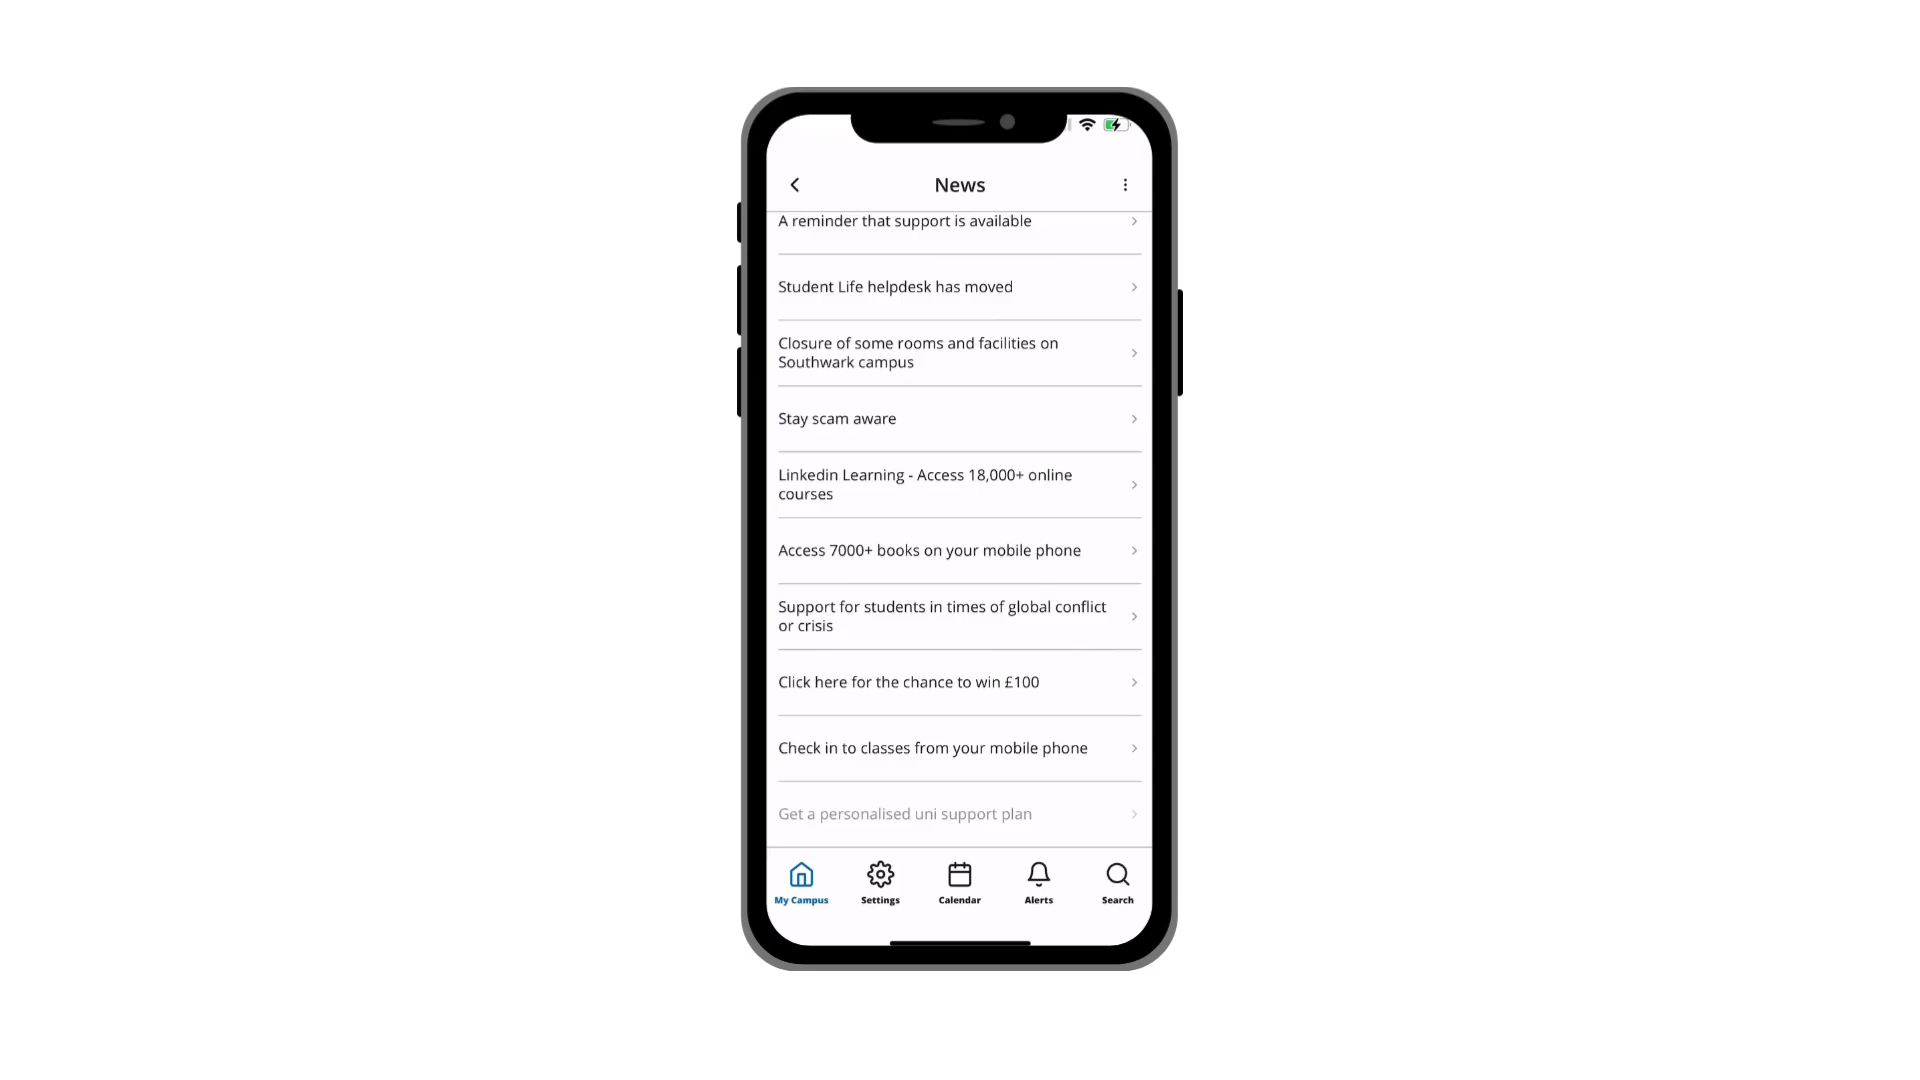 News
A reminder that support is available
Student Life helpdesk has moved
Closure of some rooms and facilities on
Southwark campus
Stay scam aware
Linkedin Learning - Access 18,000+ online
courses
Access 7000+ books on your mobile phone
Support for students in times of global conflict
or crisis
Click here for the chance to win £100
Check in to classes from your mobile phone
Get a personalised uni support plan
My Campus Settings Calendar Alerts Search